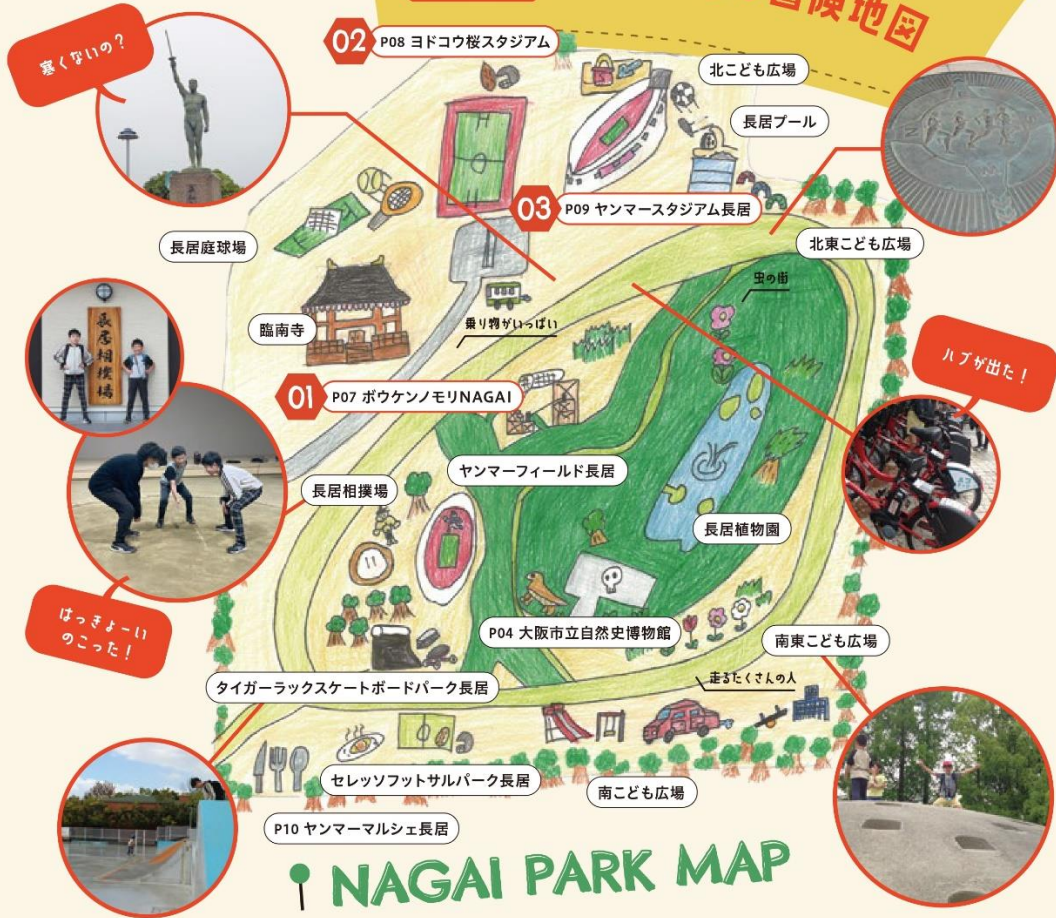 冒険地図
寒くないの?
02 P08 ヨドコウ桜スタジアム
北こども広場
長居プール
03 P09 ヤンマースタジアム長居
北東こども広場
長居庭球場
虫の街
臨南寺
乗り物がいっぱい
長居相撲場
ハブが出た!
01 P07 ボウケンノモリNAGAI
ヤンマーフィールド長居
長居相撲場
長居植物園
はっきよーい
のこった!
P04 大阪市立自然史博物館
南東こども広場
走るたくさんの人
タイガーラックスケートボードパーク長居
セレッソフットサルパーク長居
南こども広場
P10 ヤンマーマルシェ長居
NAGAI PARK MAP